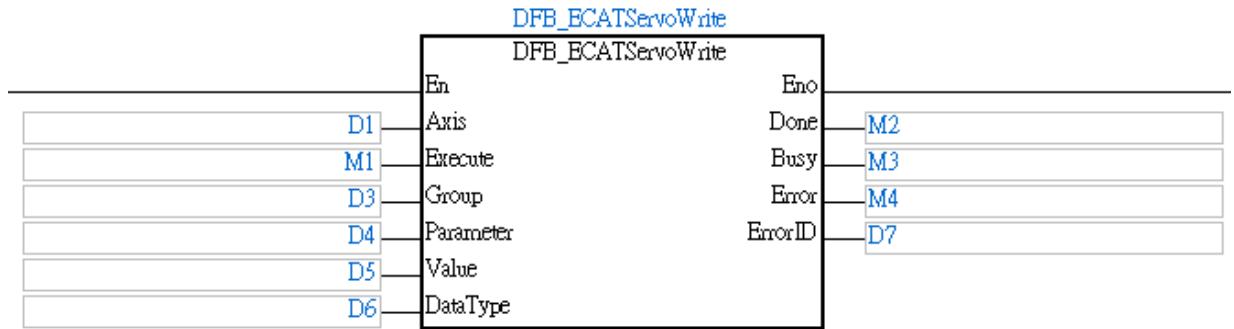 DFB_ECATServoWrite
DFB_ECATServoWrite
En Eno
D1 Axis Done M2
M1 Execute Busy M3
D3 Group Error M4
D4 Parameter ErrorID D7
D5 Value
D6 DataType